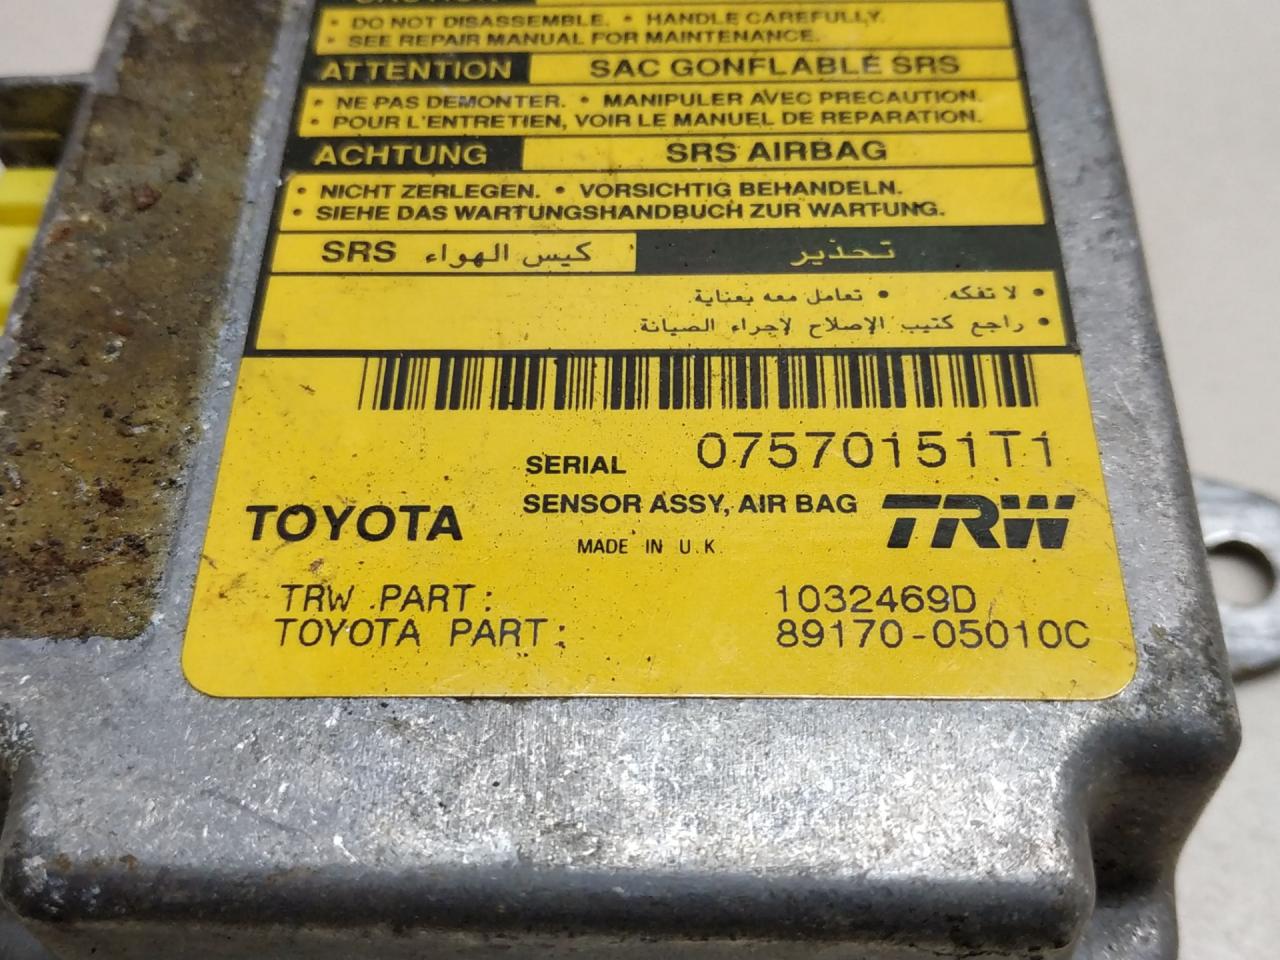 • DO NOT DISASSEMBLE. • HANDLE CAREFULLY.
• SEE REPAIR MANUAL FOR MAINTENANCE.
ATTENTION SAC GONFLABLE SRS
• NE PAS DEMONTER. • MANIPULER AVEC PRECAUTION.
• POUR L'ENTRETIEN, VOIR LE MANUEL DE REPARATION.
ACHTUNG SRS AIRBAG
• NICHT ZERLEGEN. • VORSICHTIG BEHANDELN.
• SIEHE DAS WARTUNGSHANDBUCH ZUR WARTUNG.
تحذير كيس الهواء SRS
• لا تفكه. • تعامل معه بعناية.
• راجع كتيب الإصلاح لإجراء الصيانة.
SERIAL 07570151T1
TOYOTA SENSOR ASSY, AIR BAG TRW
MADE IN U.K.
TRW PART: 1032469D
TOYOTA PART: 89170-05010C